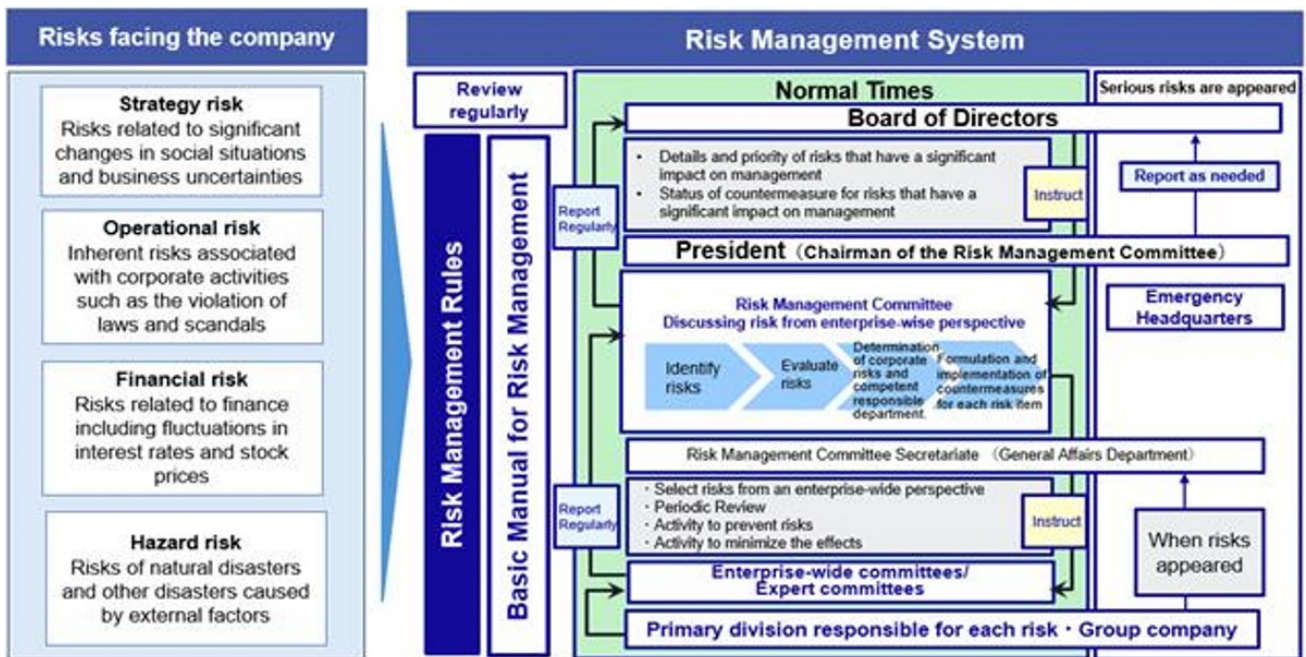 Risks facing the company
Strategy risk
Risks related to significant
changes in social situations
and business uncertainties
Operational risk
Inherent risks associated
with corporate activities
such as the violation of
laws and scandals
Financial risk
Risks related to finance
including fluctuations in
interest rates and stock
prices
Hazard risk
Risks of natural disasters
and other disasters caused
by external factors
Risk Management System
Review
regularly
Risk Management Rules
Basic Manual for Risk Management
Normal Times
Board of Directors
• Details and priority of risks that have a significant
impact on management
• Status of countermeasure for risks that have a
significant impact on management
Report
Regularly
Instruct
President （Chairman of the Risk Management Committee）
Risk Management Committee
Discussing risk from enterprise-wise perspective
Identify
risks
Evaluate
risks
Determination
of corporate
risks and
competent
responsible
department.
Formulation and
implementation of
countermeasures
for each risk item
Risk Management Committee Secretariate （General Affairs Department）
・Select risks from an enterprise-wide perspective
・Periodic Review
・Activity to prevent risks
・Activity to minimize the effects
Report
Regularly
Instruct
Enterprise-wide committees/
Expert committees
Primary division responsible for each risk・Group company
Serious risks are appeared
Report as needed
Emergency
Headquarters
When risks
appeared